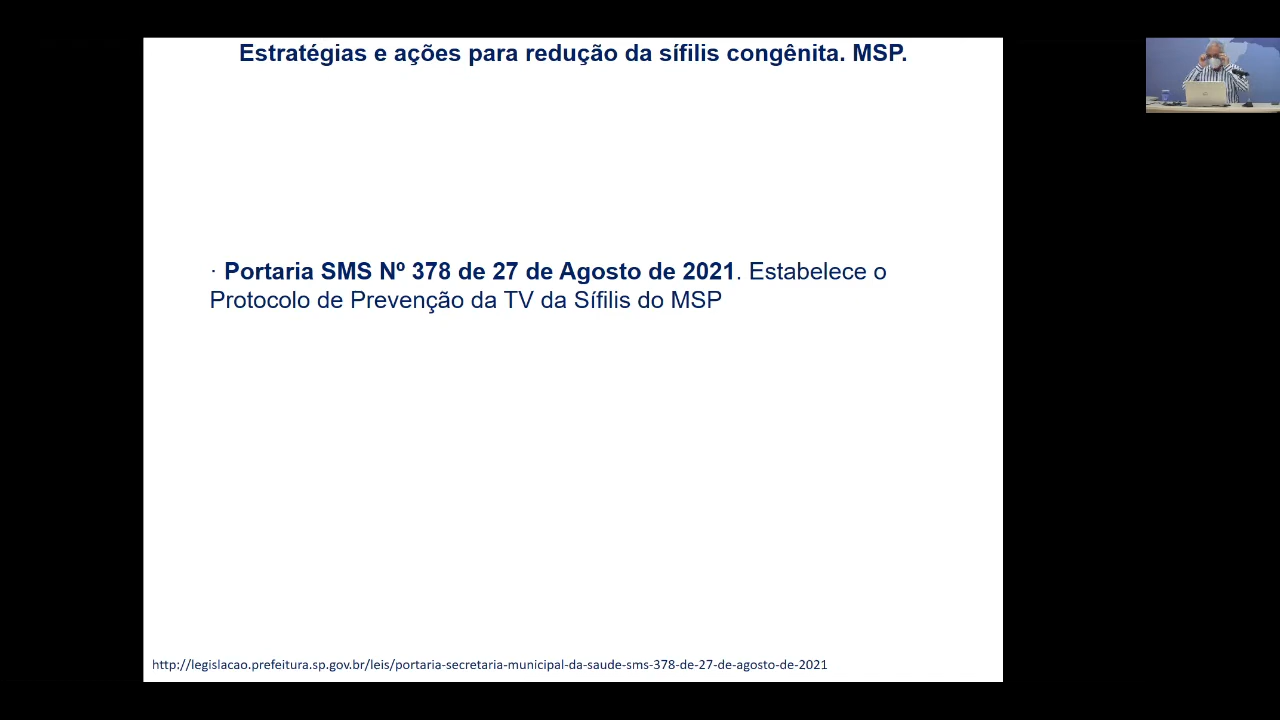 Estratégias e ações para redução da sífilis congênita. MSP.
· Portaria SMS Nº 378 de 27 de Agosto de 2021. Estabelece o
Protocolo de Prevenção da TV da Sífilis do MSP
http://legislacao.prefeitura.sp.gov.br/leis/portaria-secretaria-municipal-da-saude-sms-378-de-27-de-agosto-de-2021